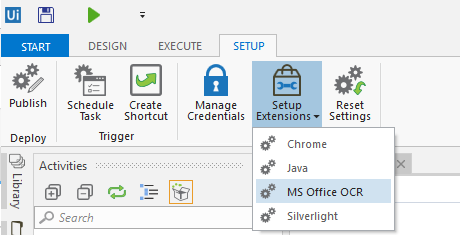 Ui
START DESIGN EXECUTE SETUP
Publish Schedule Task Create Shortcut Manage Credentials Setup Extensions Reset Settings
Deploy Trigger
Chrome
Java
MS Office OCR
Silverlight
Library
Activities
Search